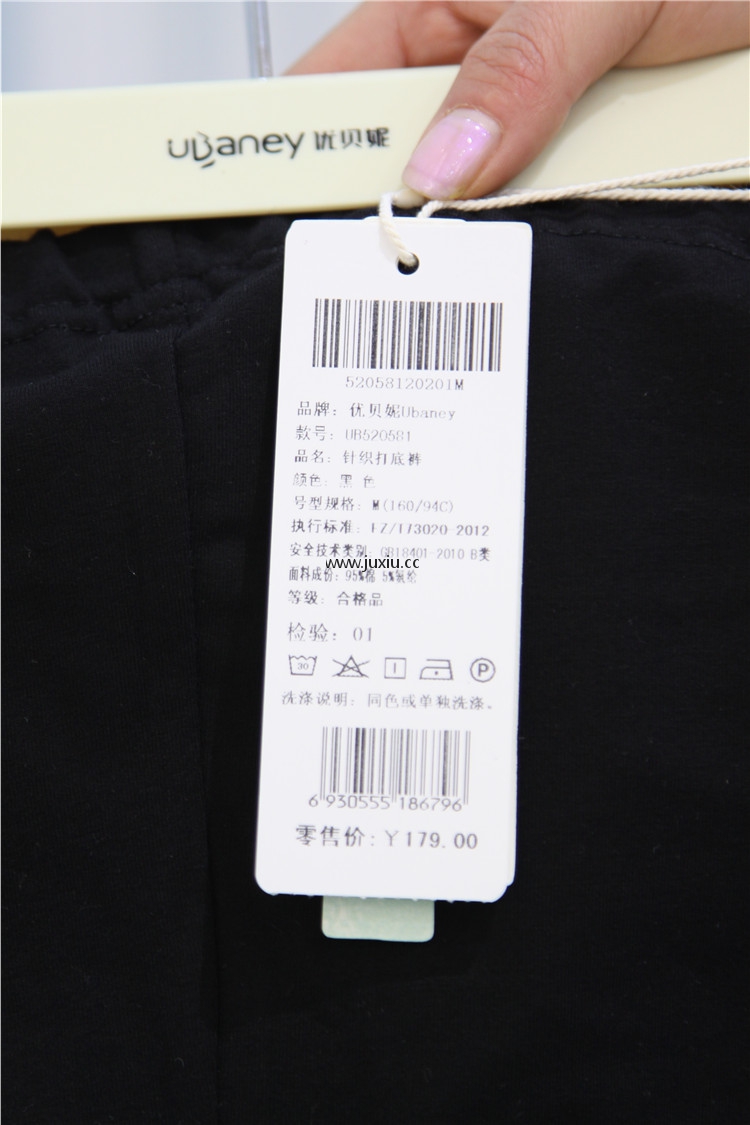 ubaney 优贝妮
52058120201M
品牌：优贝妮Ubaney
款号：UB520581
品名：针织打底裤
颜色：黑 色
号型规格：M(160/94C)
执行标准：FZ/T73020-2012
安全技术类别：GB18401-2010 B类
www.juxiu.cc
面料成份：95%棉 5%氨纶
等级：合格品
检验：01
30 P
洗涤说明：同色或单独洗涤。
6 930555 186796
零售价:￥179.00